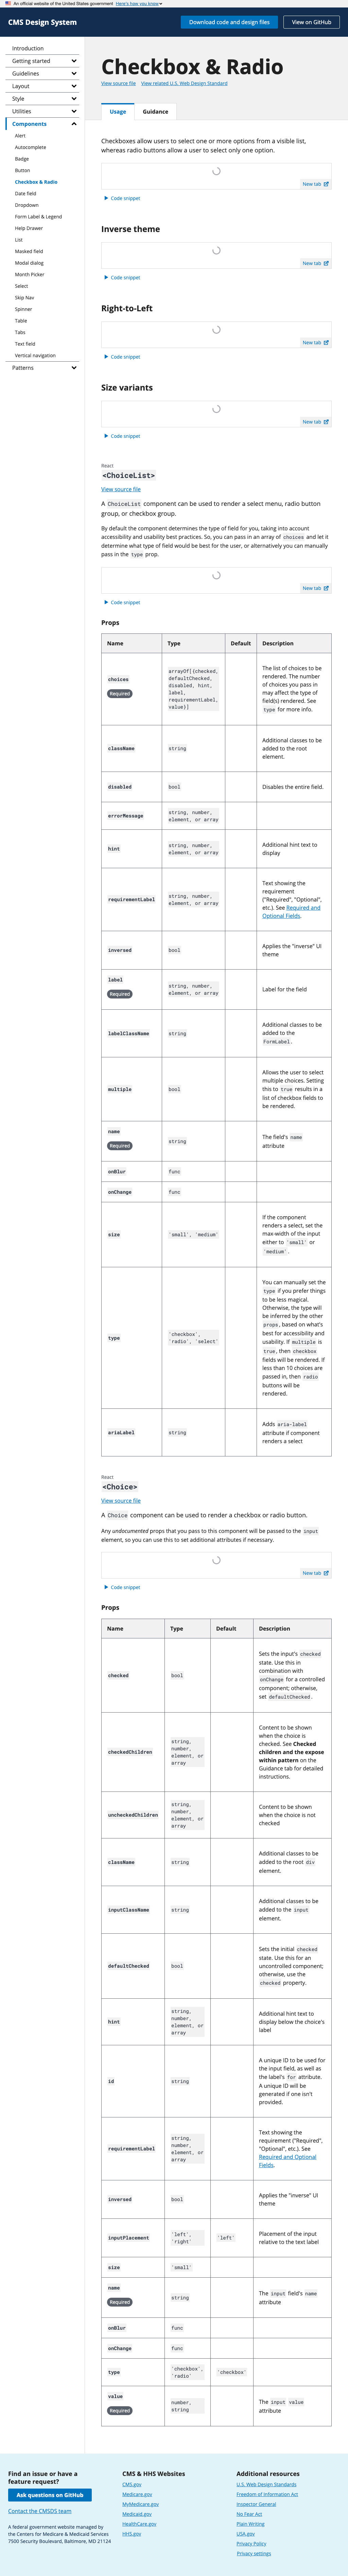 An official website of the United States government Here's how you know
CMS Design System
Download code and design files
View on GitHub
Introduction
Getting started
Guidelines
Layout
Style
Utilities
Components
Alert
Autocomplete
Badge
Button
Checkbox & Radio
Date field
Dropdown
Form Label & Legend
Help Drawer
List
Masked field
Modal dialog
Month Picker
Select
Skip Nav
Spinner
Table
Tabs
Text field
Vertical navigation
Patterns
Checkbox & Radio
View source file View related U.S. Web Design Standard
Usage Guidance
Checkboxes allow users to select one or more options from a visible list,
whereas radio buttons allow a user to select only one option.
New tab
Code snippet
Inverse theme
New tab
Code snippet
Right-to-Left
New tab
Code snippet
Size variants
New tab
Code snippet
React
<ChoiceList>
View source file
A ChoiceList component can be used to render a select menu, radio button
group, or checkbox group.
By default the component determines the type of field for you, taking into account
accessibility and usability best practices. So, you can pass in an array of choices and let it
determine what type of field would be best for the user, or alternatively you can manually
pass in the type prop.
New tab
Code snippet
Props
Name Type Default Description
choices
Required
arrayOf[{checked,
defaultChecked,
disabled, hint,
label,
requirementLabel,
value}]
The list of choices to be
rendered. The number
of choices you pass in
may affect the type of
field(s) rendered. See
type for more info.
className
string
Additional classes to be
added to the root
element.
disabled
bool
Disables the entire field.
errorMessage
string, number,
element, or array
hint
string, number,
element, or array
Additional hint text to
display
requirementLabel
string, number,
element, or array
Text showing the
requirement
("Required", "Optional",
etc.). See Required and
Optional Fields.
inversed
bool
Applies the "inverse" UI
theme
label
Required
string, number,
element, or array
Label for the field
labelClassName
string
Additional classes to be
added to the
FormLabel.
multiple
bool
Allows the user to select
multiple choices. Setting
this to true results in a
list of checkbox fields to
be rendered.
name
Required
string
The field's name
attribute
onBlur
func
onChange
func
size
'small', 'medium'
If the component
renders a select, set the
max-width of the input
either to 'small' or
'medium'.
type
'checkbox',
'radio', 'select'
You can manually set the
type if you prefer things
to be less magical.
Otherwise, the type will
be inferred by the other
props, based on what's
best for accessibility and
usability. If multiple is
true, then checkbox
fields will be rendered. If
less than 10 choices are
passed in, then radio
buttons will be
rendered.
ariaLabel
string
Adds aria-label
attribute if component
renders a select
React
<Choice>
View source file
A Choice component can be used to render a checkbox or radio button.
Any undocumented props that you pass to this component will be passed to the input
element, so you can use this to set additional attributes if necessary.
New tab
Code snippet
Props
Name Type Default Description
checked
bool
Sets the input's checked
state. Use this in
combination with
onChange for a controlled
component; otherwise,
set defaultChecked.
checkedChildren
string,
number,
element, or
array
Content to be shown
when the choice is
checked. See Checked
children and the expose
within pattern on the
Guidance tab for detailed
instructions.
uncheckedChildren
string,
number,
element, or
array
Content to be shown
when the choice is not
checked
className
string
Additional classes to be
added to the root div
element.
inputClassName
string
Additional classes to be
added to the input
element.
defaultChecked
bool
Sets the initial checked
state. Use this for an
uncontrolled component;
otherwise, use the
checked property.
hint
string,
number,
element, or
array
Additional hint text to
display below the choice's
label
id
string
A unique ID to be used for
the input field, as well as
the label's for attribute.
A unique ID will be
generated if one isn't
provided.
requirementLabel
string,
number,
element, or
array
Text showing the
requirement ("Required",
"Optional", etc.). See
Required and Optional
Fields.
inversed
bool
Applies the "inverse" UI
theme
inputPlacement
'left',
'right'
'left'
Placement of the input
relative to the text label
size
'small'
name
Required
string
The input field's name
attribute
onBlur
func
onChange
func
type
'checkbox',
'radio'
'checkbox'
value
Required
number,
string
The input value
attribute
Find an issue or have a
feature request?
Ask questions on GitHub
Contact the CMSDS team
A federal government website managed by
the Centers for Medicare & Medicaid Services
7500 Security Boulevard, Baltimore, MD 21124
CMS & HHS Websites
CMS.gov
Medicare.gov
MyMedicare.gov
Medicaid.gov
HealthCare.gov
HHS.gov
Additional resources
U.S. Web Design Standards
Freedom of Information Act
Inspector General
No Fear Act
Plain Writing
USA.gov
Privacy Policy
Privacy settings